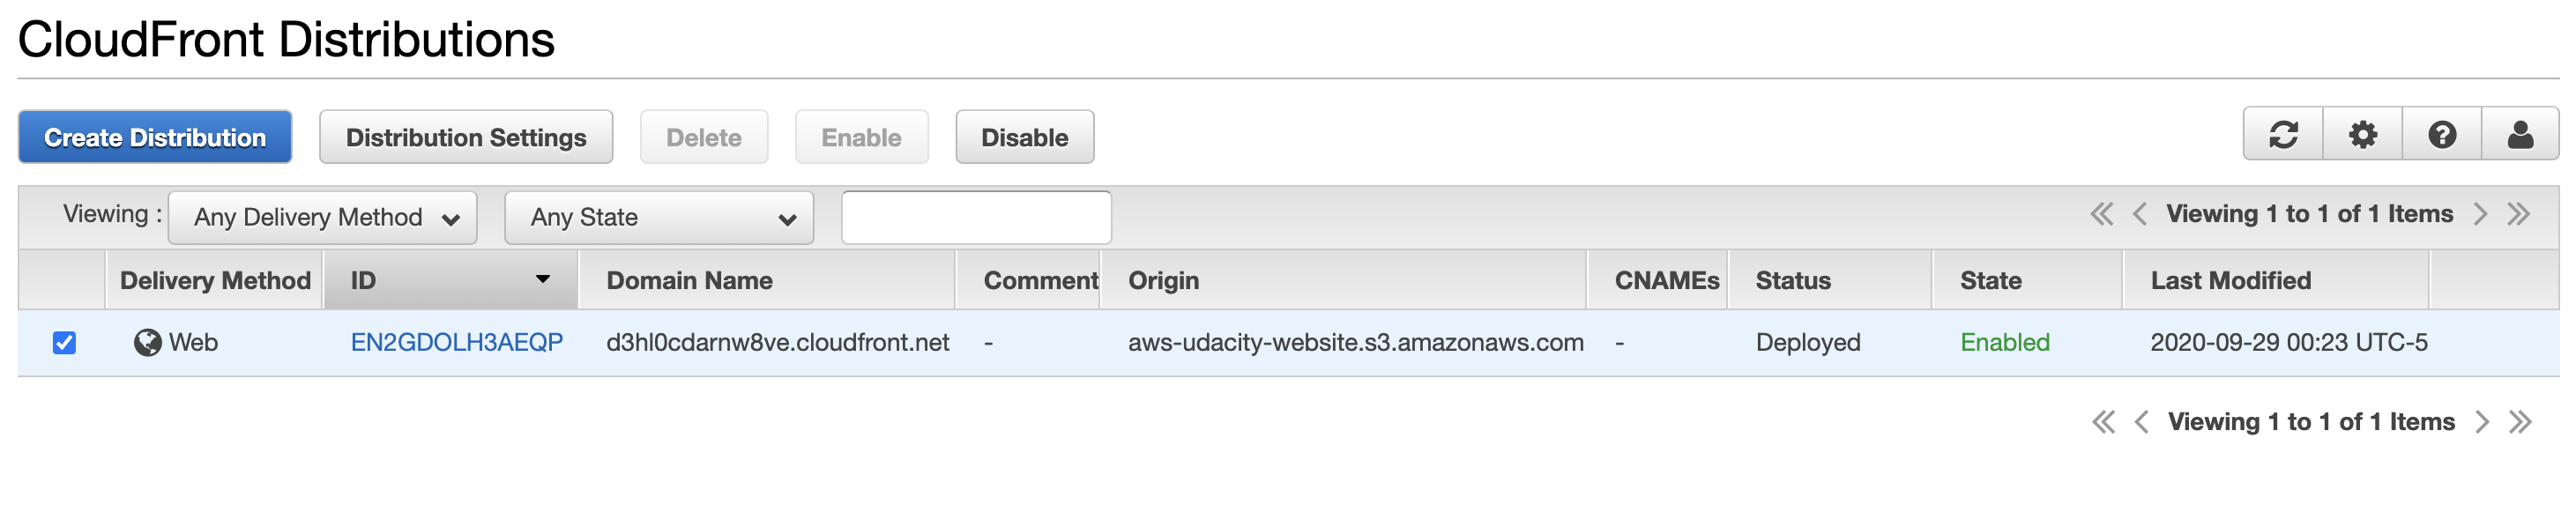 CloudFront Distributions
Create Distribution Distribution Settings Delete Enable Disable
Viewing : Any Delivery Method Any State Viewing 1 to 1 of 1 Items
Delivery Method ID Domain Name Comment Origin CNAMEs Status State Last Modified
Web EN2GDOLH3AEQP d3hl0cdarnw8ve.cloudfront.net - aws-udacity-website.s3.amazonaws.com - Deployed Enabled 2020-09-29 00:23 UTC-5
Viewing 1 to 1 of 1 Items